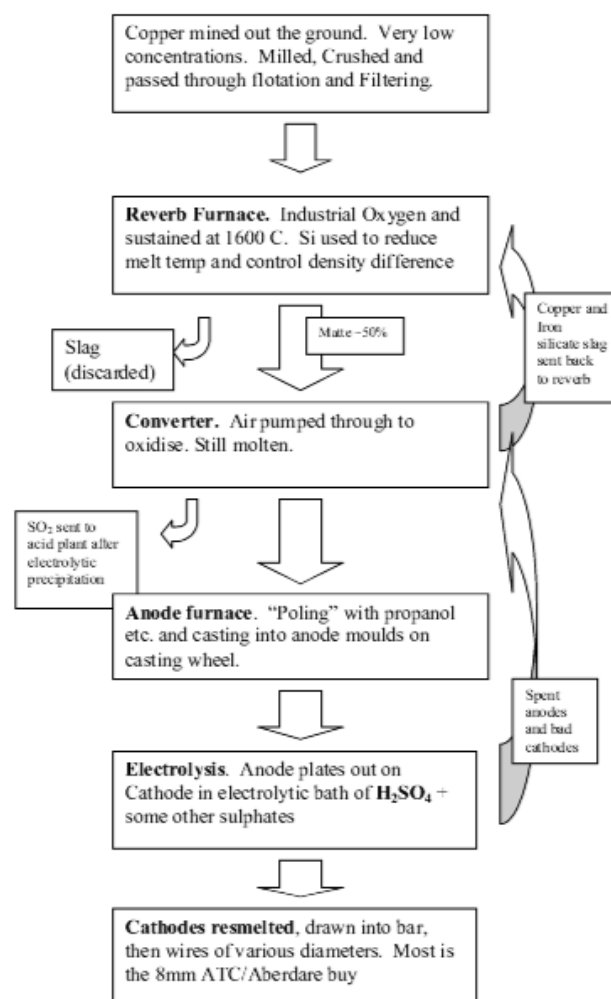 Copper mined out the ground. Very low
concentrations. Milled, Crushed and
passed through flotation and Filtering.
Reverb Furnace. Industrial Oxygen and
sustained at 1600 C. Si used to reduce
melt temp and control density difference
Slag
(discarded)
Matte ~50%
Copper and
Iron
silicate slag
sent back
to reverb
Converter. Air pumped through to
oxidise. Still molten.
SO₂ sent to
acid plant after
electrolytic
precipitation
Anode furnace. “Poling” with propanol
etc. and casting into anode moulds on
casting wheel.
Spent
anodes
and bad
cathodes
Electrolysis. Anode plates out on
Cathode in electrolytic bath of H₂SO₄ +
some other sulphates
Cathodes resmelted, drawn into bar,
then wires of various diameters. Most is
the 8mm ATC/Aberdare buy